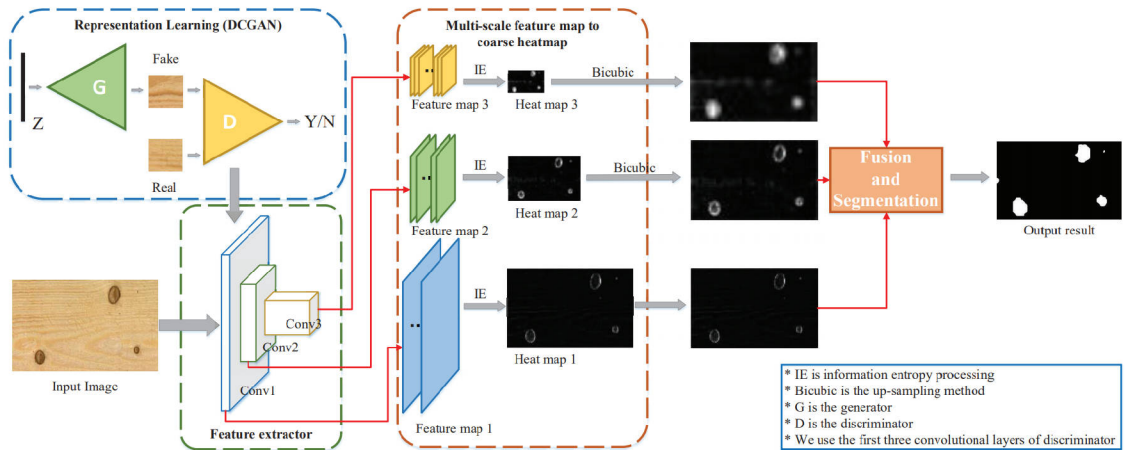 Representation Learning (DCGAN)
Fake
G
D
Z
Y/N
Real
Multi-scale feature map to
coarse heatmap
IE
Bicubic
Feature map 3
Heat map 3
IE
Bicubic
Feature map 2
Heat map 2
IE
Feature map 1
Heat map 1
Fusion
and
Segmentation
Output result
Input Image
Conv3
Conv2
Conv1
Feature extractor
* IE is information entropy processing
* Bicubic is the up-sampling method
* G is the generator
* D is the discriminator
* We use the first three convolutional layers of discriminator